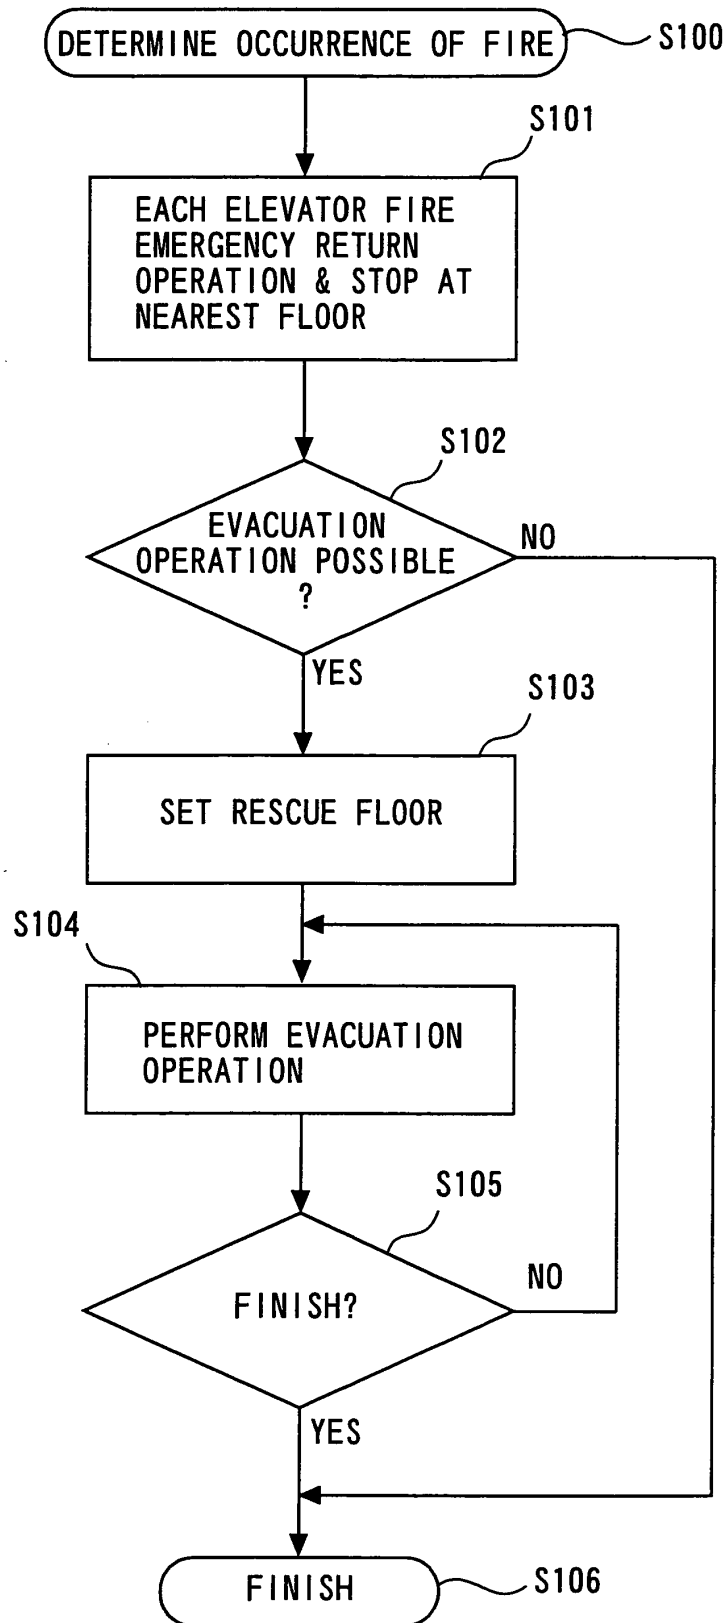 DETERMINE OCCURRENCE OF FIRE
S100
S101
EACH ELEVATOR FIRE
EMERGENCY RETURN
OPERATION & STOP AT
NEAREST FLOOR
S102
EVACUATION
OPERATION POSSIBLE
?
NO
YES
S103
SET RESCUE FLOOR
S104
PERFORM EVACUATION
OPERATION
S105
FINISH?
NO
YES
FINISH
S106